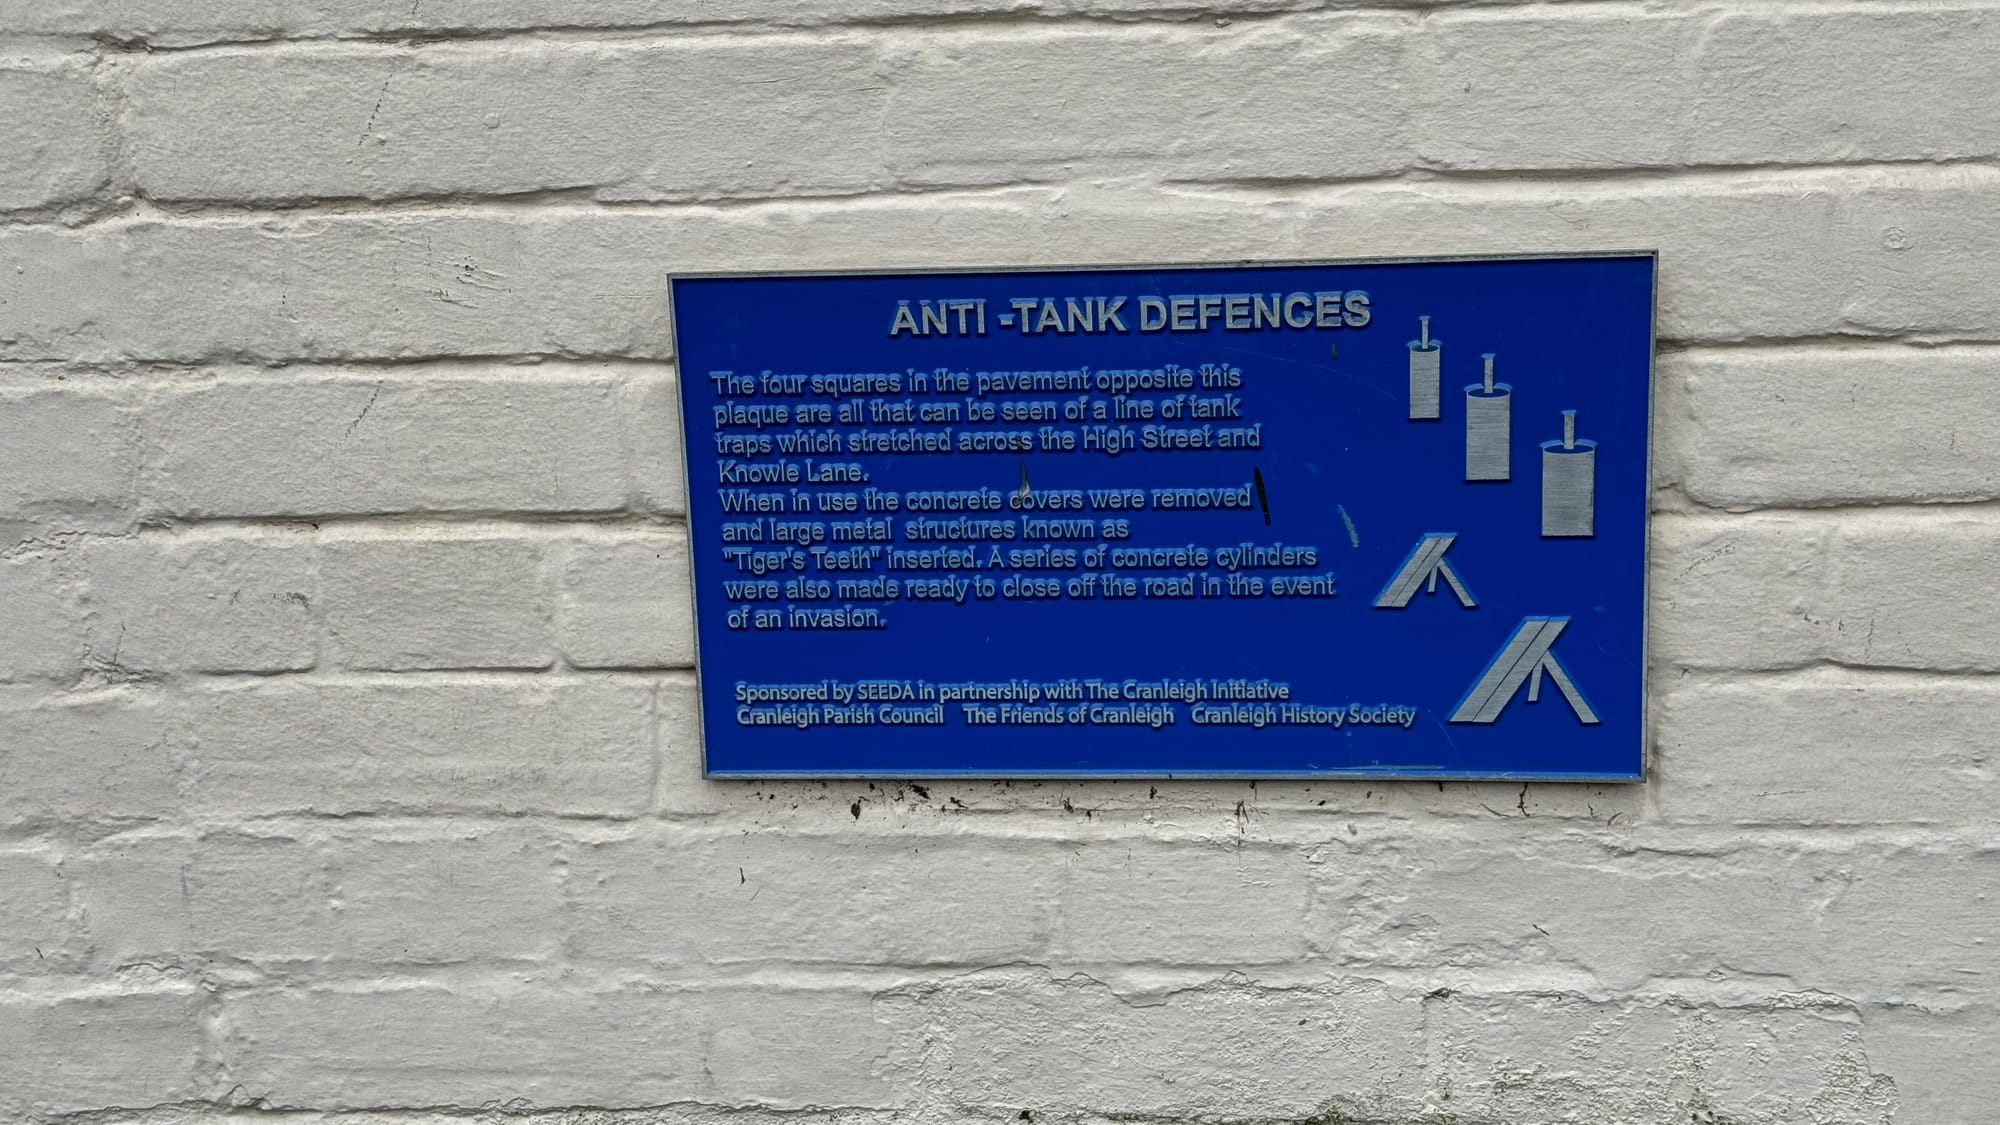 ANTI -TANK DEFENCES
The four squares in the pavement opposite this
plaque are all that can be seen of a line of tank
traps which stretched across the High Street and
Knowle Lane.
When in use the concrete covers were removed
and large metal structures known as
"Tiger's Teeth" inserted. A series of concrete cylinders
were also made ready to close off the road in the event
of an invasion.
Sponsored by SEEDA in partnership with The Cranleigh Initiative
Cranleigh Parish Council The Friends of Cranleigh Cranleigh History Society